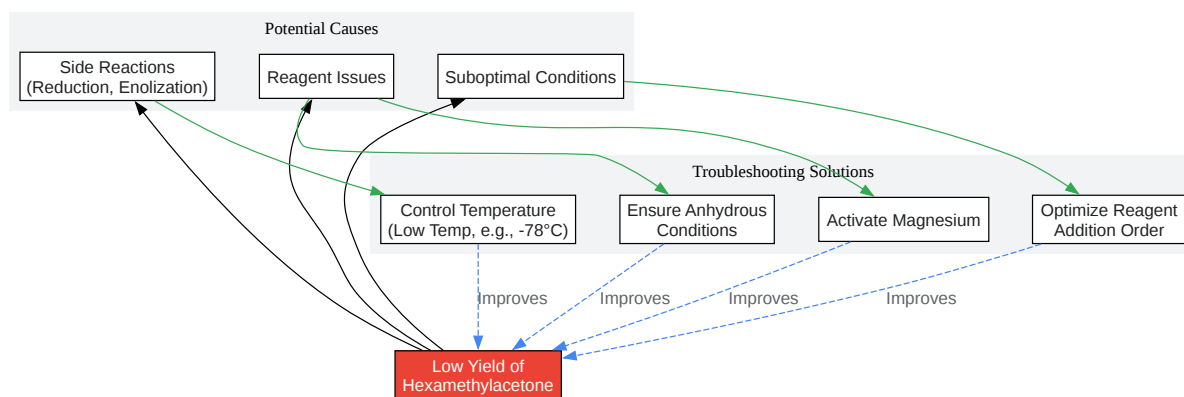 Potential Causes
Side Reactions
(Reduction, Enolization)
Reagent Issues
Suboptimal Conditions
Troubleshooting Solutions
Control Temperature
(Low Temp, e.g., -78°C)
Ensure Anhydrous
Conditions
Activate Magnesium
Optimize Reagent
Addition Order
Improves
Improves
Improves
Improves
Low Yield of
Hexamethylacetone